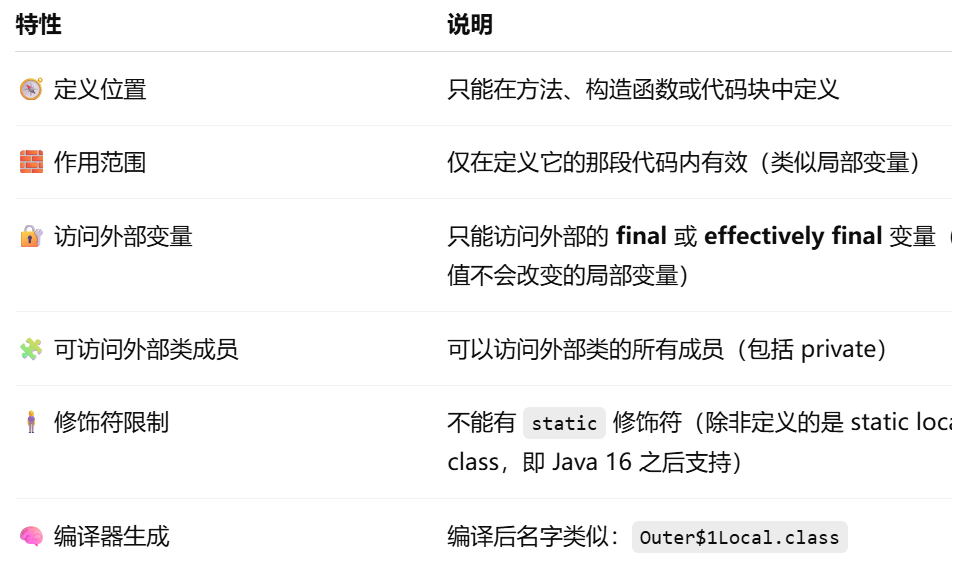 特性 说明
定义位置 只能在方法、构造函数或代码块中定义
作用范围 仅在定义它的那段代码内有效（类似局部变量）
访问外部变量 只能访问外部的 final 或 effectively final 变量（
值不会改变的局部变量）
可访问外部类成员 可以访问外部类的所有成员（包括 private）
修饰符限制 不能有 static 修饰符（除非定义的是 static loca
class，即 Java 16 之后支持）
编译器生成 编译后名字类似： Outer$1Local.class